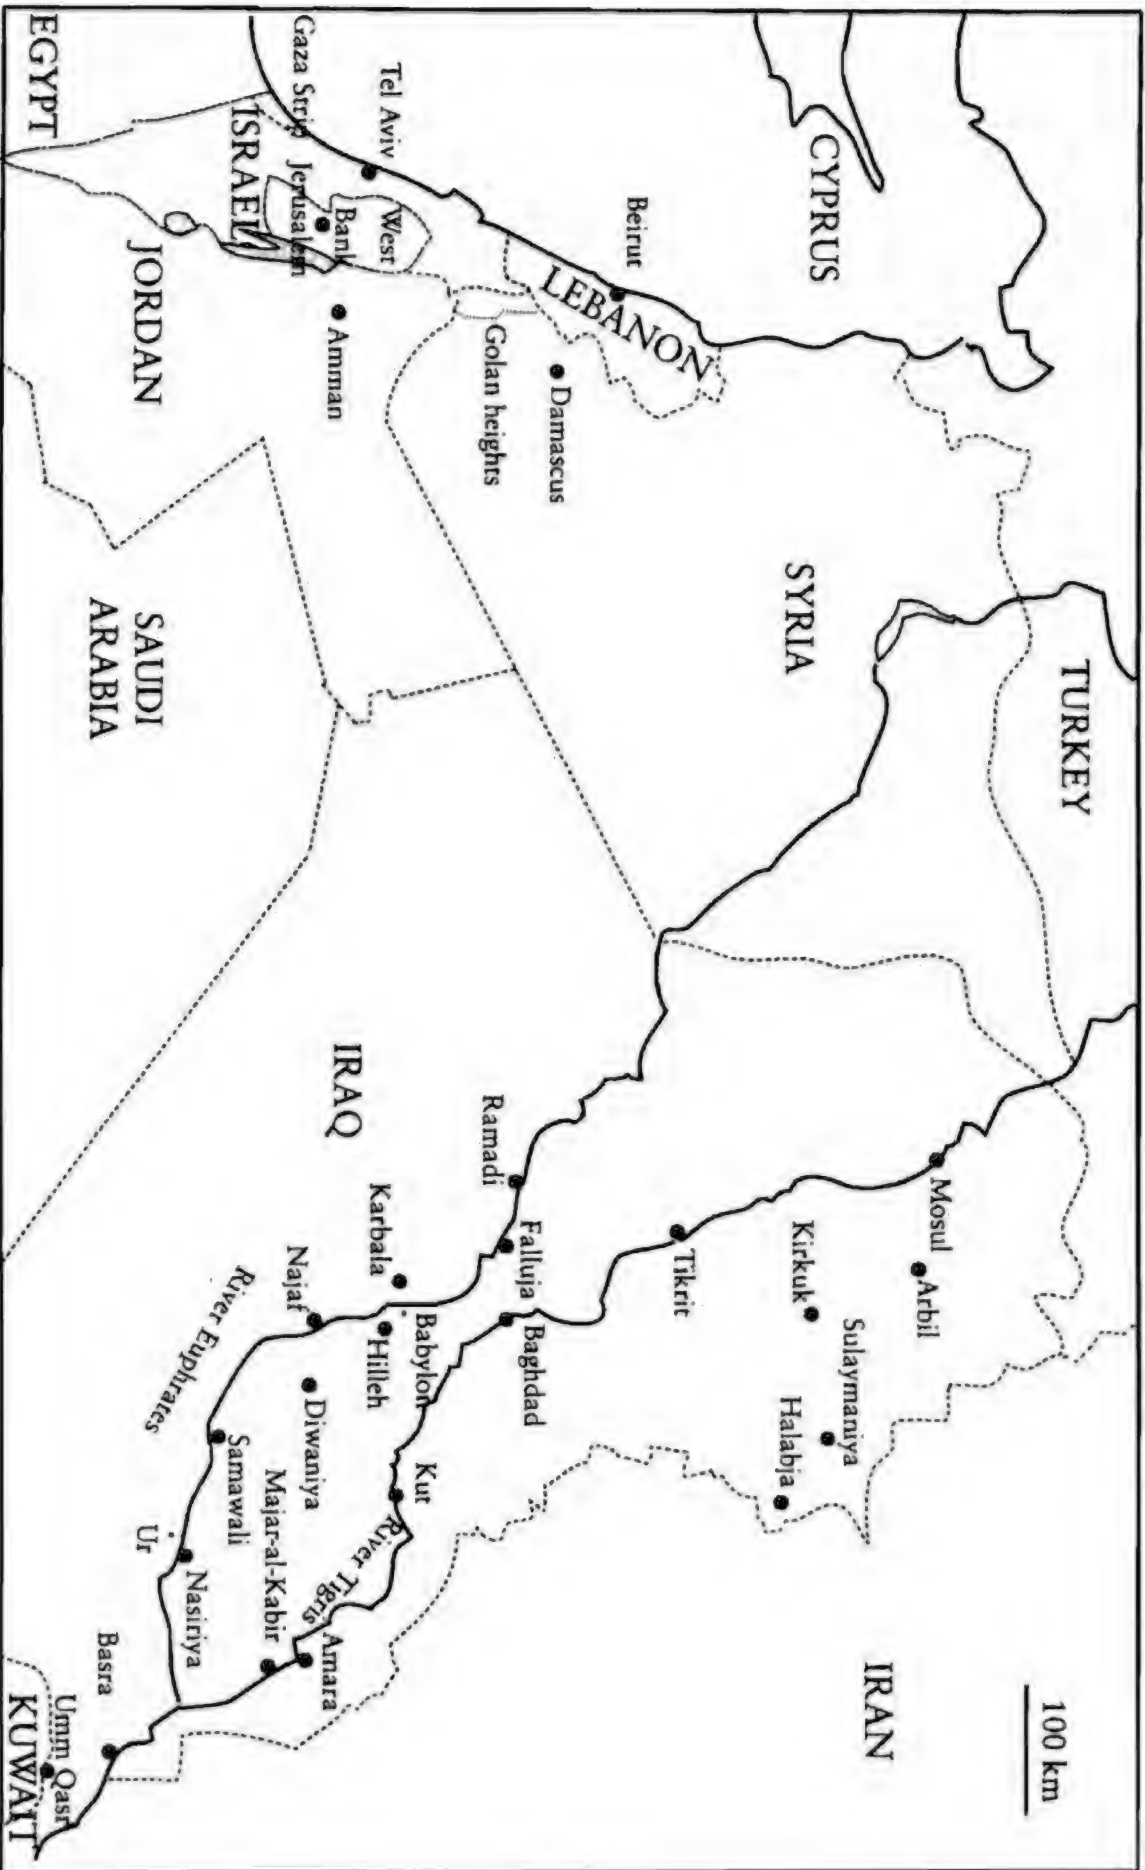 CYPRUS
TURKEY
100 km
SYRIA
Mosul
Arbil
Kirkuk
Sulaymaniya
Halabja
IRAN
Beirut
LEBANON
Damascus
Golan heights
Tikrit
Tel Aviv
West
Bank
Jerusalem
Gaza Strip
ISRAEL
Amman
JORDAN
EGYPT
SAUDI
ARABIA
IRAQ
Ramadi
Falluja
Baghdad
Karbala
Babylon
Hilleh
Najaf
Diwaniya
Kut
River Tigris
River Euphrates
Samawali
Majar-al-Kabir
Amara
Ur
Nasiriya
Basra
Umm Qasr
KUWAIT